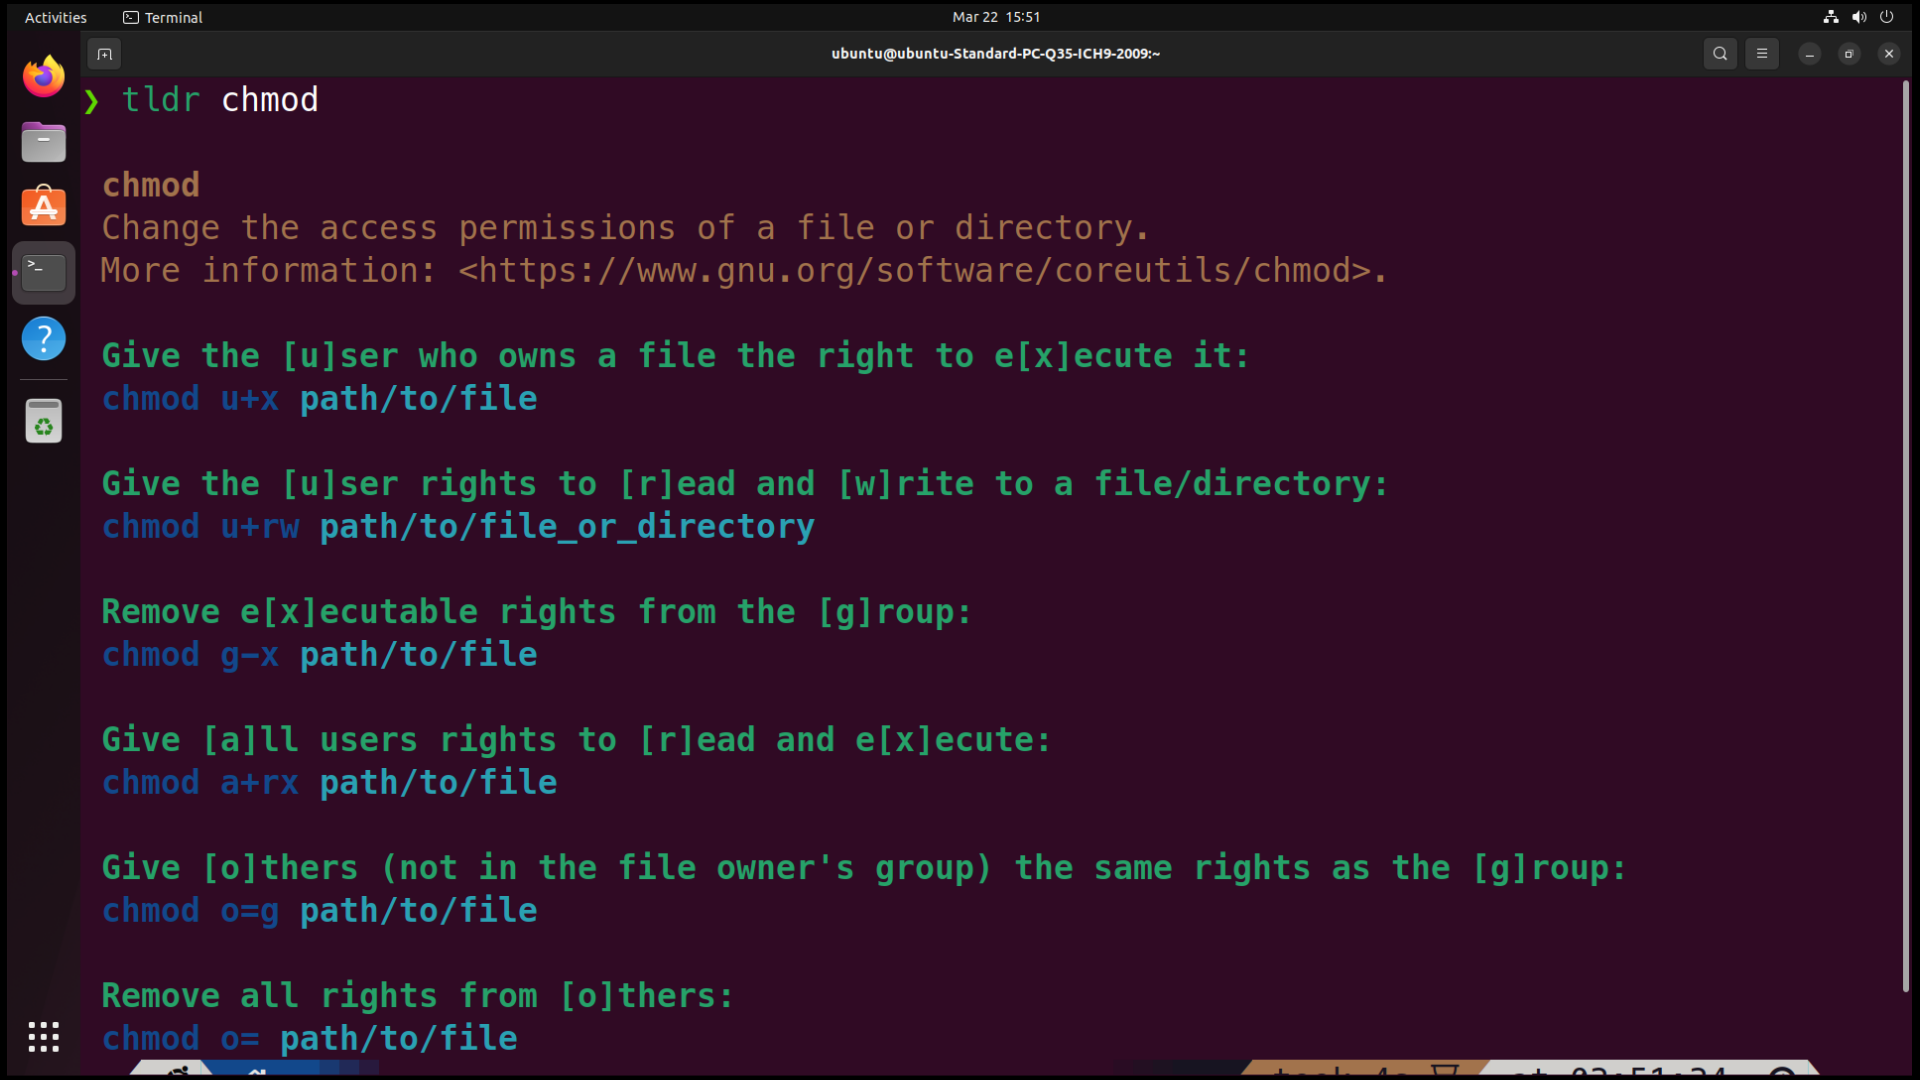 Activities Terminal Mar 22 15:51
ubuntu@ubuntu-Standard-PC-Q35-ICH9-2009:~
❯ tldr chmod
chmod
Change the access permissions of a file or directory.
More information: <https://www.gnu.org/software/coreutils/chmod>.
Give the [u]ser who owns a file the right to e[x]ecute it:
chmod u+x path/to/file
Give the [u]ser rights to [r]ead and [w]rite to a file/directory:
chmod u+rw path/to/file_or_directory
Remove e[x]ecutable rights from the [g]roup:
chmod g-x path/to/file
Give [a]ll users rights to [r]ead and e[x]ecute:
chmod a+rx path/to/file
Give [o]thers (not in the file owner's group) the same rights as the [g]roup:
chmod o=g path/to/file
Remove all rights from [o]thers:
chmod o= path/to/file
took 4s at 03:51:34